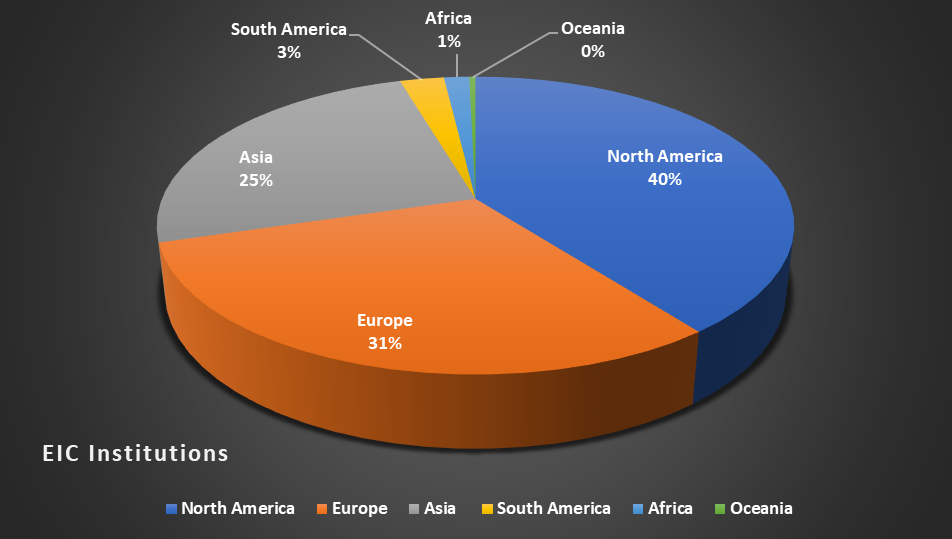 South America
3%
Africa
1%
Oceania
0%
Asia
25%
North America
40%
Europe
31%
EIC Institutions
North America Europe Asia South America Africa Oceania